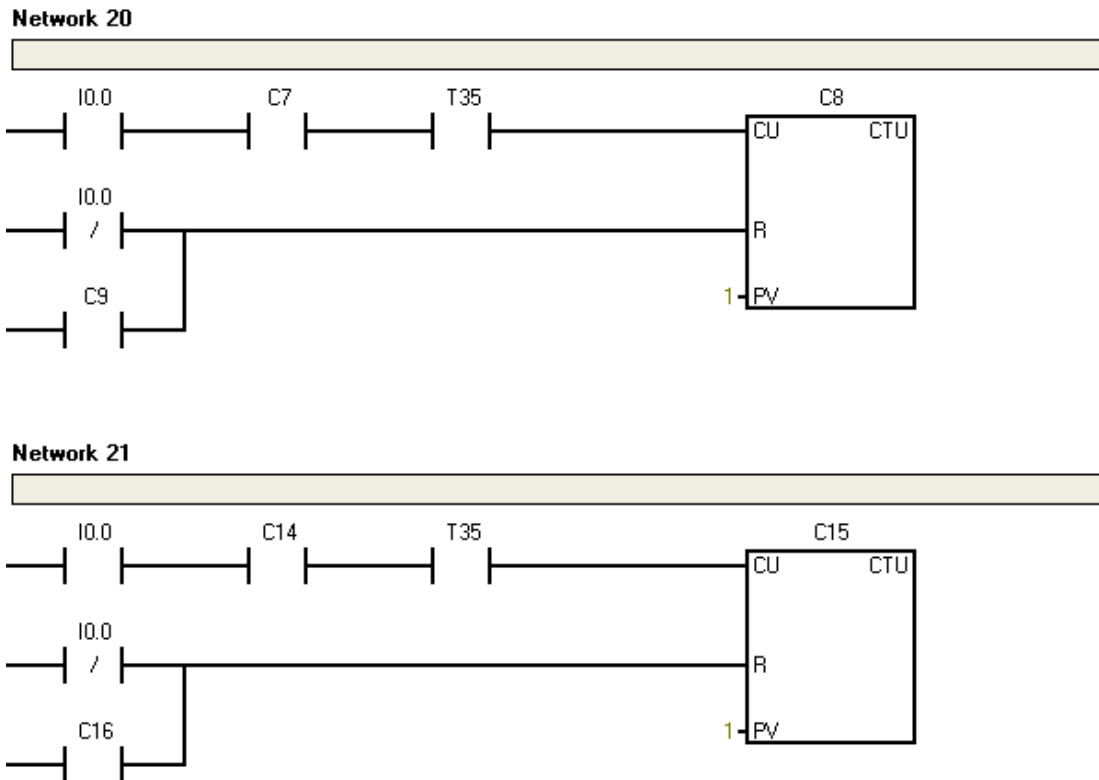 Network 20
I0.0 C7 T35 C8
CU CTU
I0.0
/
R
C9
1 PV
Network 21
I0.0 C14 T35 C15
CU CTU
I0.0
/
R
C16
1 PV